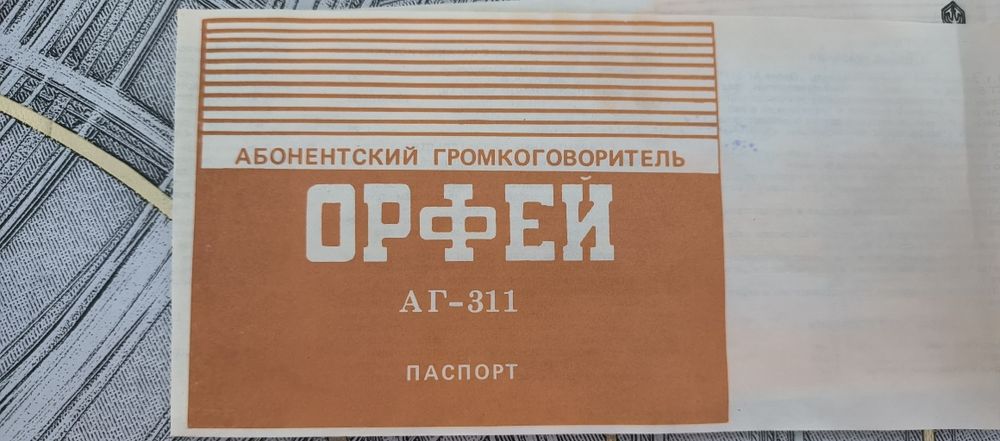 АБОНЕНТСКИЙ ГРОМКОГОВОРИТЕЛЬ
ОРФЕЙ
АГ-311
ПАСПОРТ